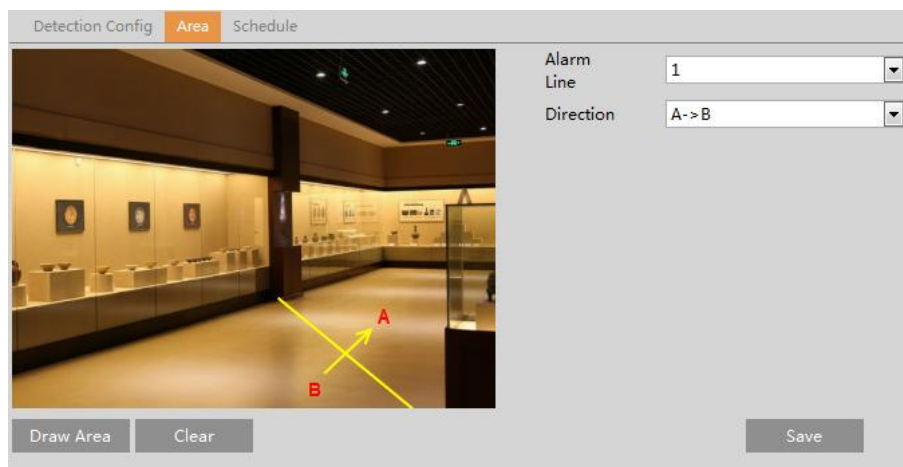 Detection Config Area Schedule
Alarm
Line
1
Direction
A->B
A
B
Draw Area
Clear
Save